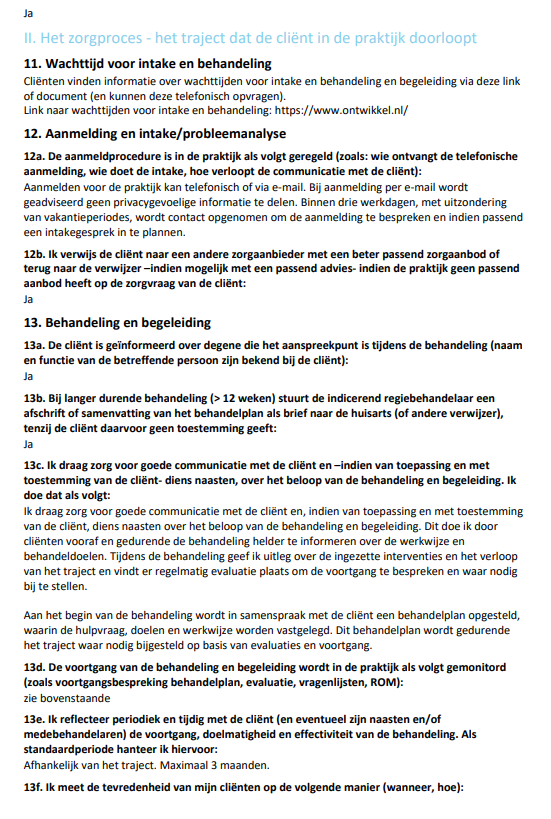 Ja
II. Het zorgproces - het traject dat de cliënt in de praktijk doorloopt
11. Wachttijd voor intake en behandeling
Cliënten vinden informatie over wachttijden voor intake en behandeling en begeleiding via deze link
of document (en kunnen deze telefonisch opvragen).
Link naar wachttijden voor intake en behandeling: https://www.ontwikkel.nl/
12. Aanmelding en intake/probleemanalyse
12a. De aanmeldprocedure is in de praktijk als volgt geregeld (zoals: wie ontvangt de telefonische
aanmelding, wie doet de intake, hoe verloopt de communicatie met de cliënt):
Aanmelden voor de praktijk kan telefonisch of via e-mail. Bij aanmelding per e-mail wordt
geadviseerd geen privacygevoelige informatie te delen. Binnen drie werkdagen, met uitzondering
van vakantieperiodes, wordt contact opgenomen om de aanmelding te bespreken en indien passend
een intakegesprek in te plannen.
12b. Ik verwijs de cliënt naar een andere zorgaanbieder met een beter passend zorgaanbod of
terug naar de verwijzer –indien mogelijk met een passend advies- indien de praktijk geen passend
aanbod heeft op de zorgvraag van de cliënt:
Ja
13. Behandeling en begeleiding
13a. De cliënt is geïnformeerd over degene die het aanspreekpunt is tijdens de behandeling (naam
en functie van de betreffende persoon zijn bekend bij de cliënt):
Ja
13b. Bij langer durende behandeling (> 12 weken) stuurt de indicerend regiebehandelaar een
afschrift of samenvatting van het behandelplan als brief naar de huisarts (of andere verwijzer),
tenzij de cliënt daarvoor geen toestemming geeft:
Ja
13c. Ik draag zorg voor goede communicatie met de cliënt en –indien van toepassing en met
toestemming van de cliënt- diens naasten, over het beloop van de behandeling en begeleiding. Ik
doe dat als volgt:
Ik draag zorg voor goede communicatie met de cliënt en, indien van toepassing en met toestemming
van de cliënt, diens naasten over het beloop van de behandeling en begeleiding. Dit doe ik door
cliënten vooraf en gedurende de behandeling helder te informeren over de werkwijze en
behandeldoelen. Tijdens de behandeling geef ik uitleg over de ingezette interventies en het verloop
van het traject en vindt er regelmatig evaluatie plaats om de voortgang te bespreken en waar nodig
bij te stellen.
Aan het begin van de behandeling wordt in samenspraak met de cliënt een behandelplan opgesteld,
waarin de hulpvraag, doelen en werkwijze worden vastgelegd. Dit behandelplan wordt gedurende
het traject waar nodig bijgesteld op basis van evaluaties en voortgang.
13d. De voortgang van de behandeling en begeleiding wordt in de praktijk als volgt gemonitord
(zoals voortgangsbespreking behandelplan, evaluatie, vragenlijsten, ROM):
zie bovenstaande
13e. Ik reflecteer periodiek en tijdig met de cliënt (en eventueel zijn naasten en/of
medebehandelaren) de voortgang, doelmatigheid en effectiviteit van de behandeling. Als
standaardperiode hanteer ik hiervoor:
Afhankelijk van het traject. Maximaal 3 maanden.
13f. Ik meet de tevredenheid van mijn cliënten op de volgende manier (wanneer, hoe):